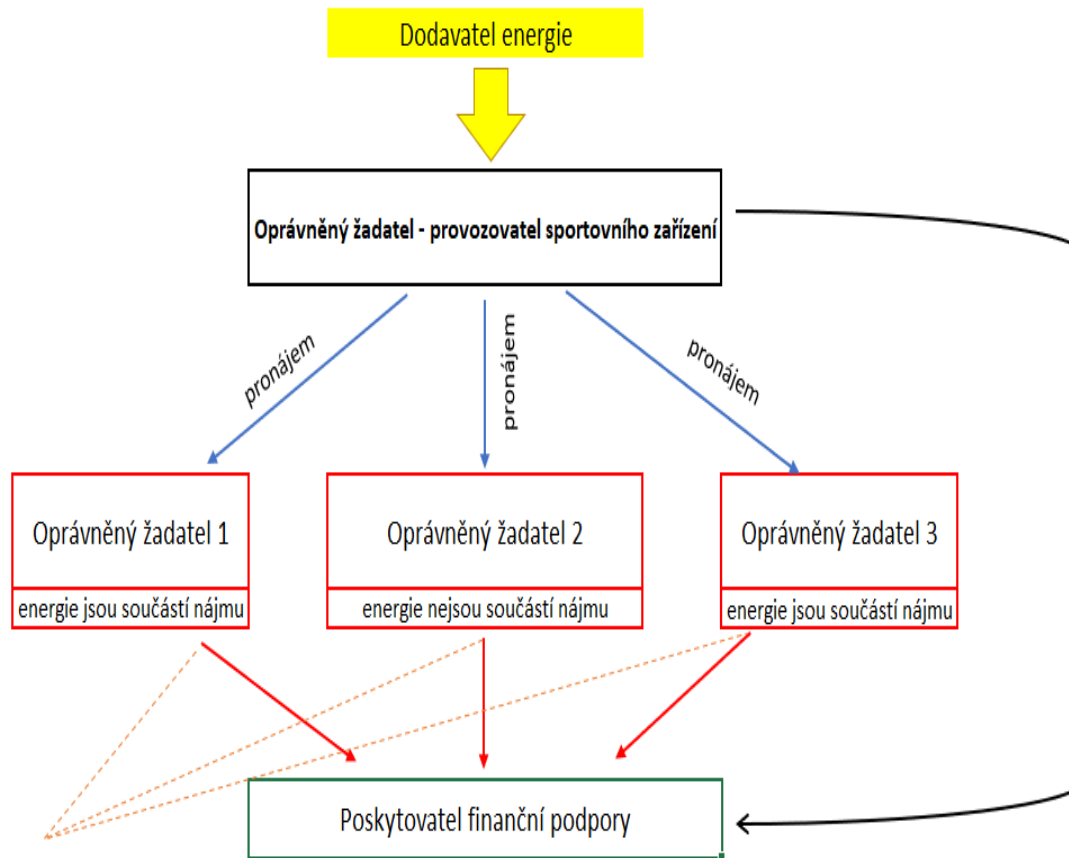 Dodavatel energie
Oprávněný žadatel - provozovatel sportovního zařízení
pronájem
pronájem
pronájem
Oprávněný žadatel 1
Oprávněný žadatel 2
Oprávněný žadatel 3
energie jsou součástí nájmu
energie nejsou součástí nájmu
energie jsou součástí nájmu
Poskytovatel finanční podpory